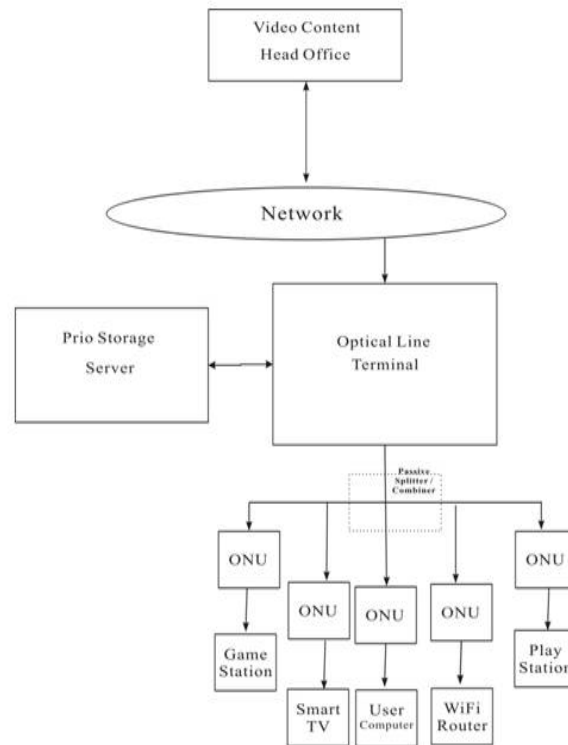 Video Content
Head Office
Network
Prio Storage
Server
Optical Line
Terminal
Passive
Splitter /
Combiner
ONU
ONU
ONU
ONU
ONU
Game
Station
Smart
TV
User
Computer
WiFi
Router
Play
Station